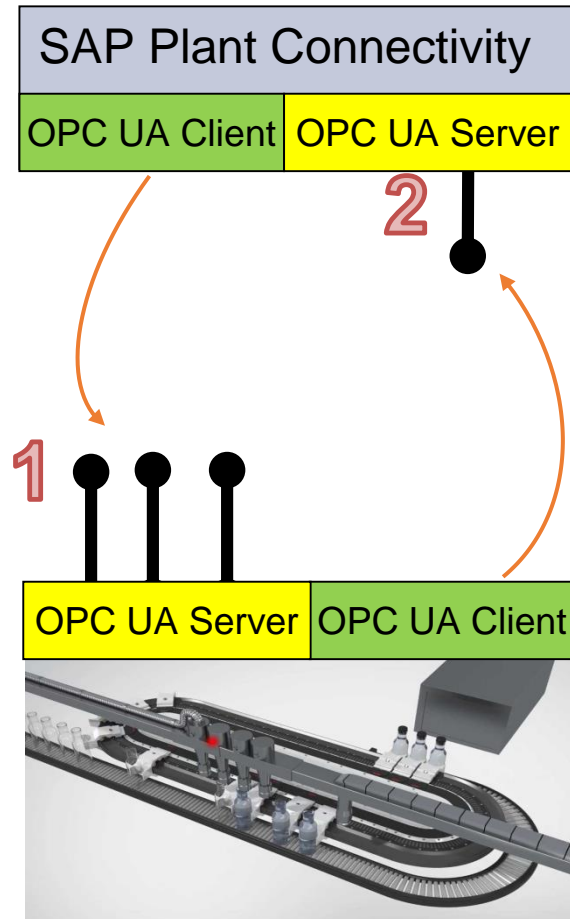 SAP Plant Connectivity
OPC UA Client
OPC UA Server
2
1
OPC UA Server
OPC UA Client